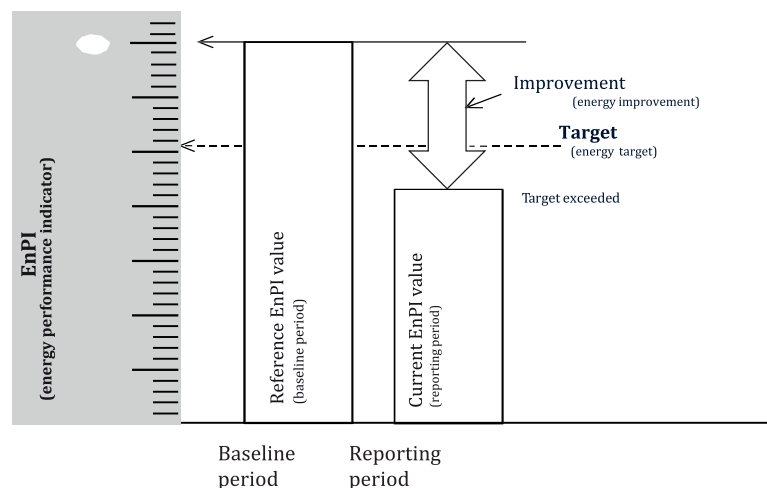 EnPI
(energy performance indicator)
Reference EnPI value
(baseline period)
Current EnPI value
(reporting period)
Improvement
(energy improvement)
Target
(energy target)
Target exceeded
Baseline
period
Reporting
period